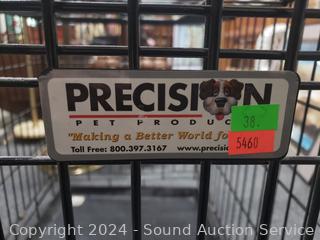 PRECISION
PET PRODUC
"Making a Better World fo
Toll Free: 800.397.3167 www.precisio
38.
5460
Copyright © 2024 - Sound Auction Service